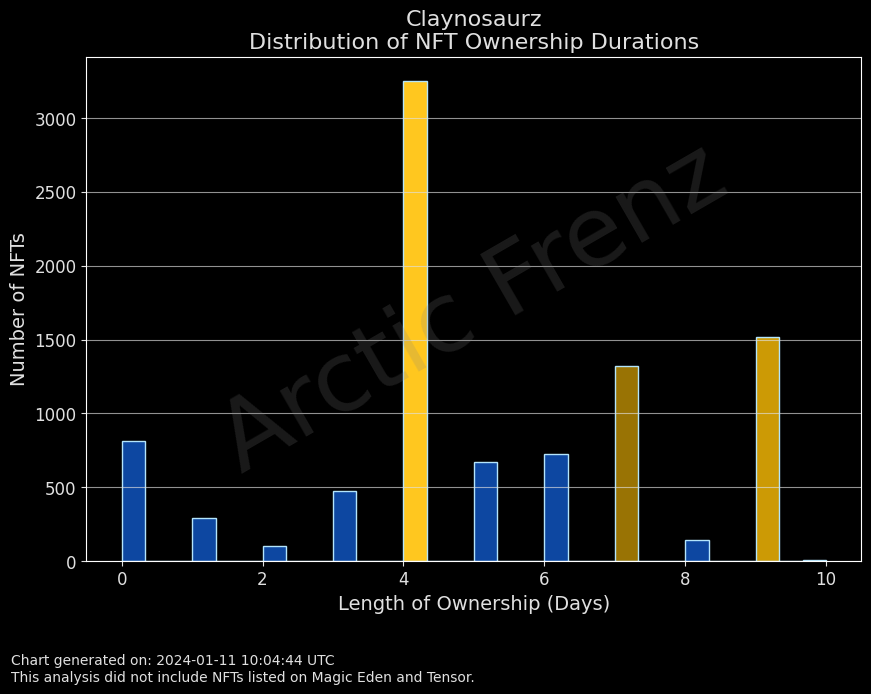 Claynosaurz
Distribution of NFT Ownership Durations
Number of NFTs
3000
2500
2000
1500
1000
500
0
0 2 4 6 8 10
Length of Ownership (Days)
Arctic Frenz
Chart generated on: 2024-01-11 10:04:44 UTC
This analysis did not include NFTs listed on Magic Eden and Tensor.